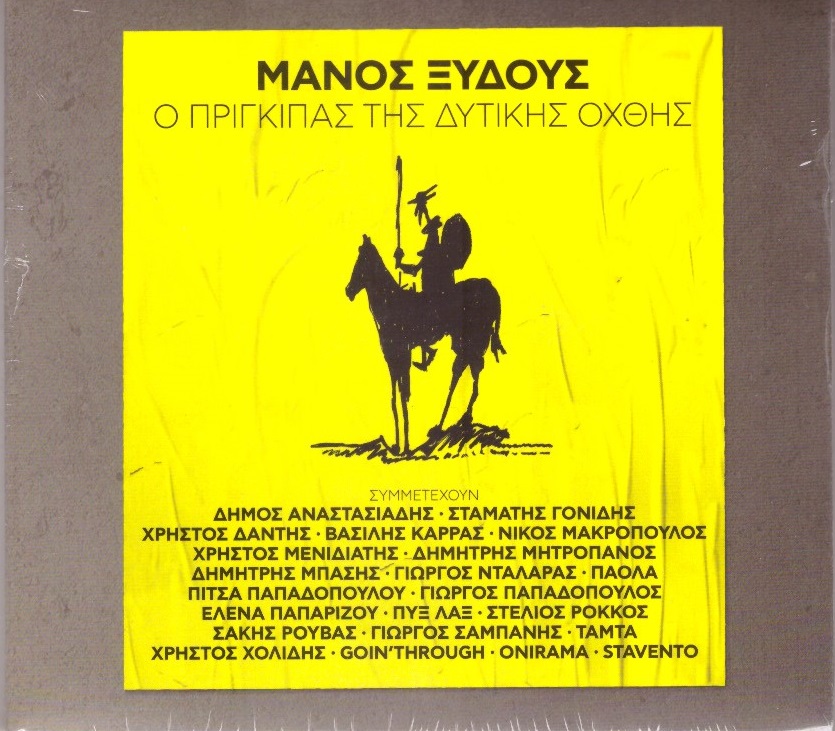 ΜΑΝΟΣ ΞΥΔΟΥΣ
Ο ΠΡΙΓΚΙΠΑΣ ΤΗΣ ΔΥΤΙΚΗΣ ΟΧΘΗΣ
ΣΥΜΜΕΤΕΧΟΥΝ
ΔΗΜΟΣ ΑΝΑΣΤΑΣΙΑΔΗΣ · ΣΤΑΜΑΤΗΣ ΓΟΝΙΔΗΣ
ΧΡΗΣΤΟΣ ΔΑΝΤΗΣ · ΒΑΣΙΛΗΣ ΚΑΡΡΑΣ · ΝΙΚΟΣ ΜΑΚΡΟΠΟΥΛΟΣ
ΧΡΗΣΤΟΣ ΜΕΝΙΔΙΑΤΗΣ · ΔΗΜΗΤΡΗΣ ΜΗΤΡΟΠΑΝΟΣ
ΔΗΜΗΤΡΗΣ ΜΠΑΣΗΣ · ΓΙΩΡΓΟΣ ΝΤΑΛΑΡΑΣ · ΠΑΟΛΑ
ΠΙΤΣΑ ΠΑΠΑΔΟΠΟΥΛΟΥ · ΓΙΩΡΓΟΣ ΠΑΠΑΔΟΠΟΥΛΟΣ
ΕΛΕΝΑ ΠΑΠΑΡΙΖΟΥ · ΠΥΞ ΛΑΞ · ΣΤΕΛΙΟΣ ΡΟΚΚΟΣ
ΣΑΚΗΣ ΡΟΥΒΑΣ · ΓΙΩΡΓΟΣ ΣΑΜΠΑΝΗΣ · ΤΑΜΤΑ
ΧΡΗΣΤΟΣ ΧΟΛΙΔΗΣ · GOIN'THROUGH · ONIRAMA · STAVENTO